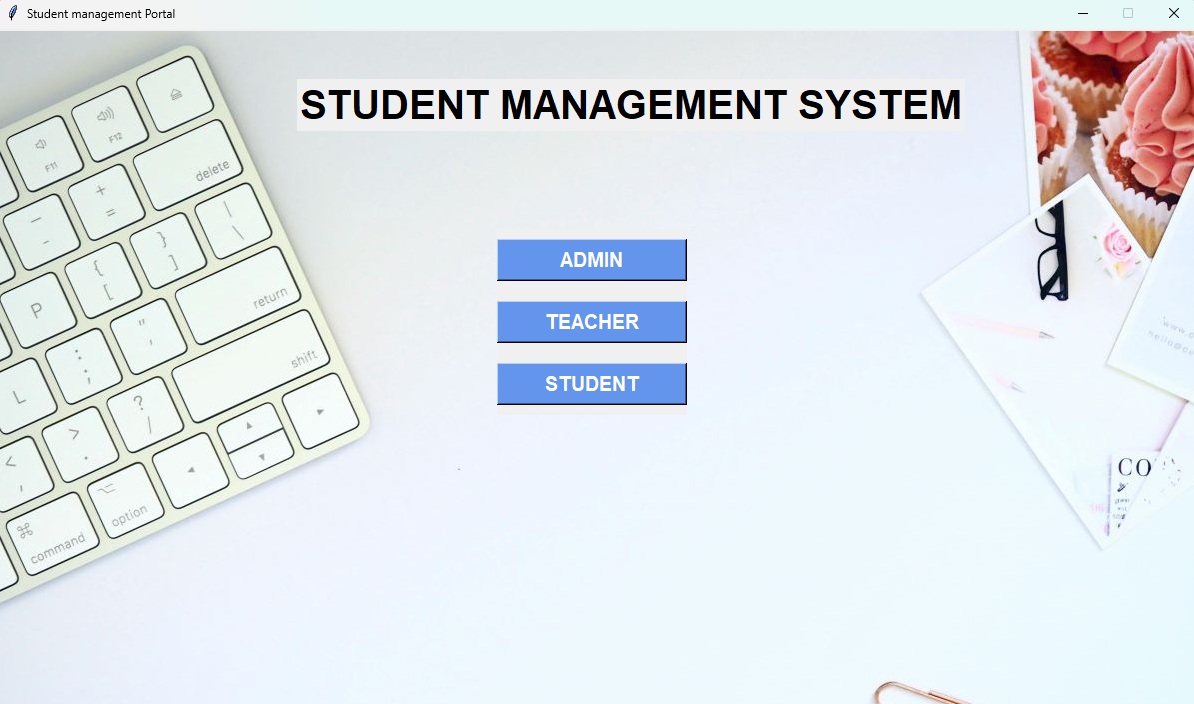 Student management Portal
STUDENT MANAGEMENT SYSTEM
ADMIN
TEACHER
STUDENT
F11
F12
delete
+
=
—
-
}
]
|
\
{
[
P
return
"
,
:
;
L
shift
?
/
>
.
<
,
command
option
CO